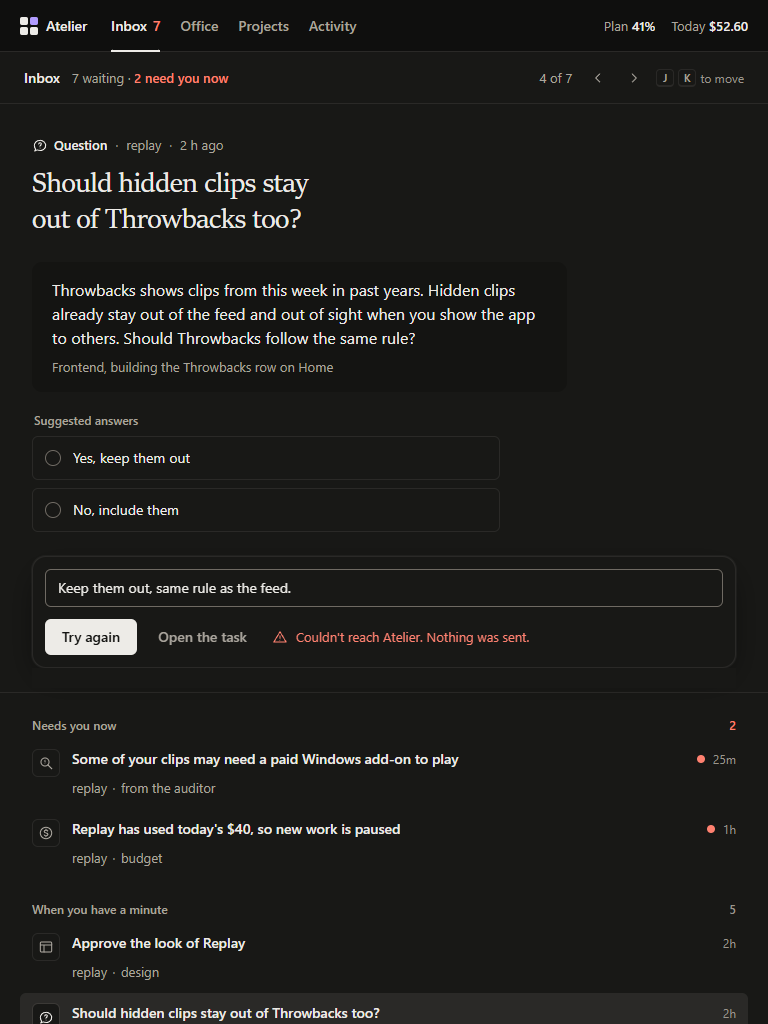 Atelier Inbox 7 Office Projects Activity Plan 41% Today $52.60
Inbox 7 waiting · 2 need you now 4 of 7 J K to move
Question · replay · 2 h ago
Should hidden clips stay
out of Throwbacks too?
Throwbacks shows clips from this week in past years. Hidden clips
already stay out of the feed and out of sight when you show the app
to others. Should Throwbacks follow the same rule?
Frontend, building the Throwbacks row on Home
Suggested answers
Yes, keep them out
No, include them
Keep them out, same rule as the feed.
Try again Open the task Couldn't reach Atelier. Nothing was sent.
Needs you now 2
Some of your clips may need a paid Windows add-on to play 25m
replay · from the auditor
Replay has used today's $40, so new work is paused 1h
replay · budget
When you have a minute 5
Approve the look of Replay 2h
replay · design
Should hidden clips stay out of Throwbacks too? 2h